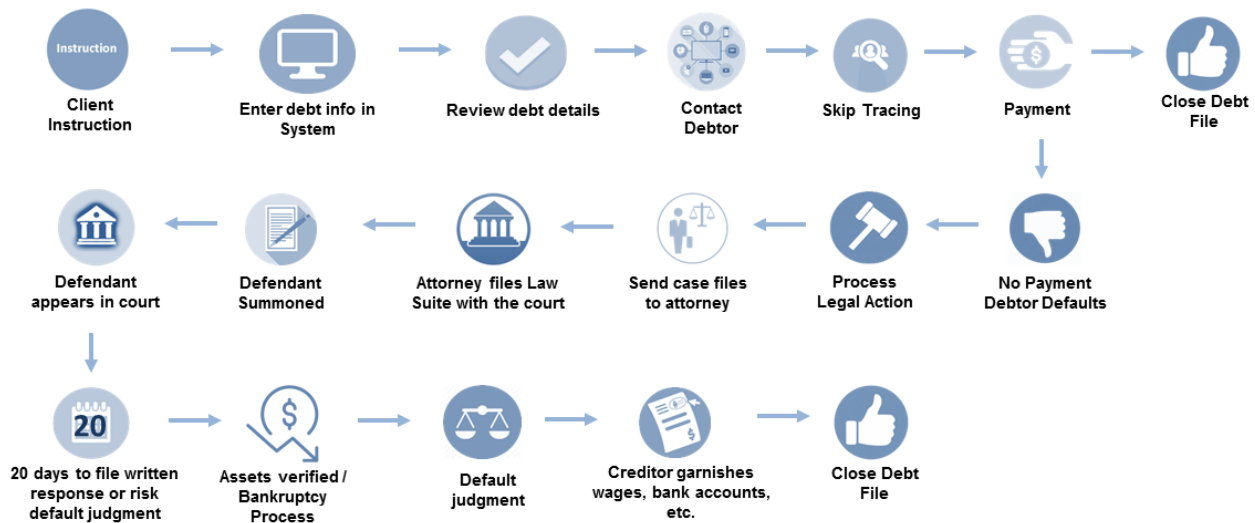 Instruction
Client
Instruction
Enter debt info in
System
Review debt details
Contact
Debtor
Skip Tracing
$
Payment
Close Debt
File
Defendant
appears in court
Defendant
Summoned
Attorney files Law
Suite with the court
Send case files
to attorney
Process
Legal Action
No Payment
Debtor Defaults
20
20 days to file written
response or risk
default judgment
$
Assets verified /
Bankruptcy
Process
Default
judgment
$
Creditor garnishes
wages, bank accounts,
etc.
Close Debt
File